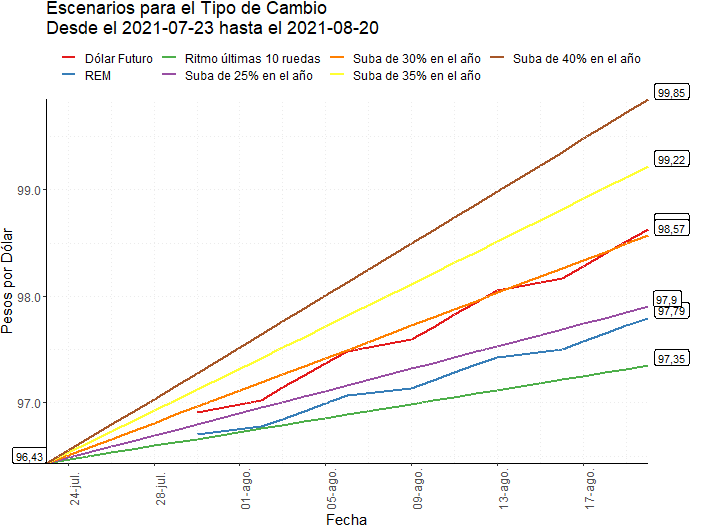 Escenarios para el Tipo de Cambio
Desde el 2021-07-23 hasta el 2021-08-20
Dólar Futuro
Ritmo últimas 10 ruedas
Suba de 30% en el año
Suba de 40% en el año
REM
Suba de 25% en el año
Suba de 35% en el año
99,85
99,22
98,57
97,9
97,79
97,35
96,43
99.0
98.0
97.0
Pesos por Dólar
24-jul.
28-jul.
01-ago.
05-ago.
09-ago.
13-ago.
17-ago.
Fecha